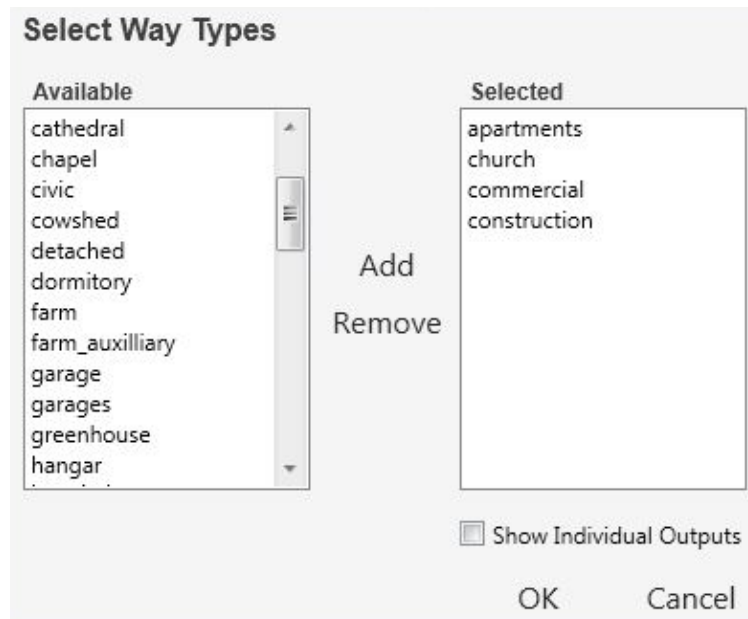 Select Way Types
Available
cathedral
chapel
civic
cowshed
detached
dormitory
farm
farm_auxilliary
garage
garages
greenhouse
hangar
Add
Remove
Selected
apartments
church
commercial
construction
Show Individual Outputs
OK
Cancel